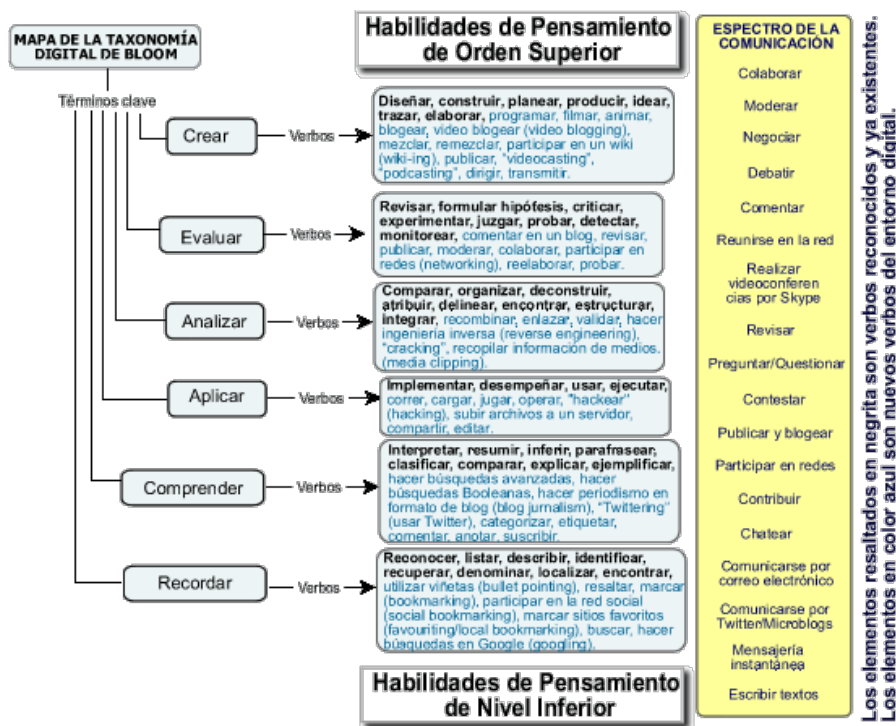 MAPA DE LA TAXONOMÍA
DIGITAL DE BLOOM
Términos clave
Habilidades de Pensamiento
de Orden Superior
Crear
Verbos
Diseñar, construir, planear, producir, idear,
trazar, elaborar, programar, filmar, animar,
blogear, video blogear (video blogging),
mezclar, remezclar, participar en un wiki
(wiki-ing), publicar, "videocasting",
"podcasting", dirigir, transmitir.
Evaluar
Verbos
Revisar, formular hipótesis, criticar,
experimentar, juzgar, probar, detectar,
monitorear, comentar en un blog, revisar,
publicar, moderar, colaborar, participar en
redes (networking), reelaborar, probar.
Analizar
Verbos
Comparar, organizar, deconstruir,
atribuir, delinear, encontrar, estructurar,
integrar, recombinar, enlazar, validar, hacer
ingeniería inversa (reverse engineering),
"cracking", recopilar información de medios.
(media clipping).
Aplicar
Verbos
Implementar, desempeñar, usar, ejecutar,
correr, cargar, jugar, operar, "hackear"
(hacking), subir archivos a un servidor,
compartir, editar.
Comprender
Verbos
Interpretar, resumir, inferir, parafrasear,
clasificar, comparar, explicar, ejemplificar,
hacer búsquedas avanzadas, hacer
búsquedas Booleanas, hacer periodismo en
formato de blog (blog jurnalism), "Twittering"
(usar Twitter), categorizar, etiquetar,
comentar, anotar, suscribir.
Recordar
Verbos
Reconocer, listar, describir, identificar,
recuperar, denominar, localizar, encontrar,
utilizar viñetas (bullet pointing), resaltar, marcar
(bookmarking), participar en la red social
(social bookmarking), marcar sitios favoritos
(favouriting/local bookmarking), buscar, hacer
búsquedas en Google (googling).
Habilidades de Pensamiento
de Nivel Inferior
ESPECTRO DE LA
COMUNICACIÓN
Colaborar
Moderar
Negociar
Debatir
Comentar
Reunirse en la red
Realizar
videoconferen
cias por Skype
Revisar
Preguntar/Questionar
Contestar
Publicar y blogear
Participar en redes
Contribuir
Chatear
Comunicarse por
correo electrónico
Comunicarse por
Twitter/Microblogs
Mensajería
instantánea
Escribir textos
Los elementos resaltados en negrita son verbos reconocidos y ya existentes.
Los elementos en color azul son nuevos verbos del entorno digital.